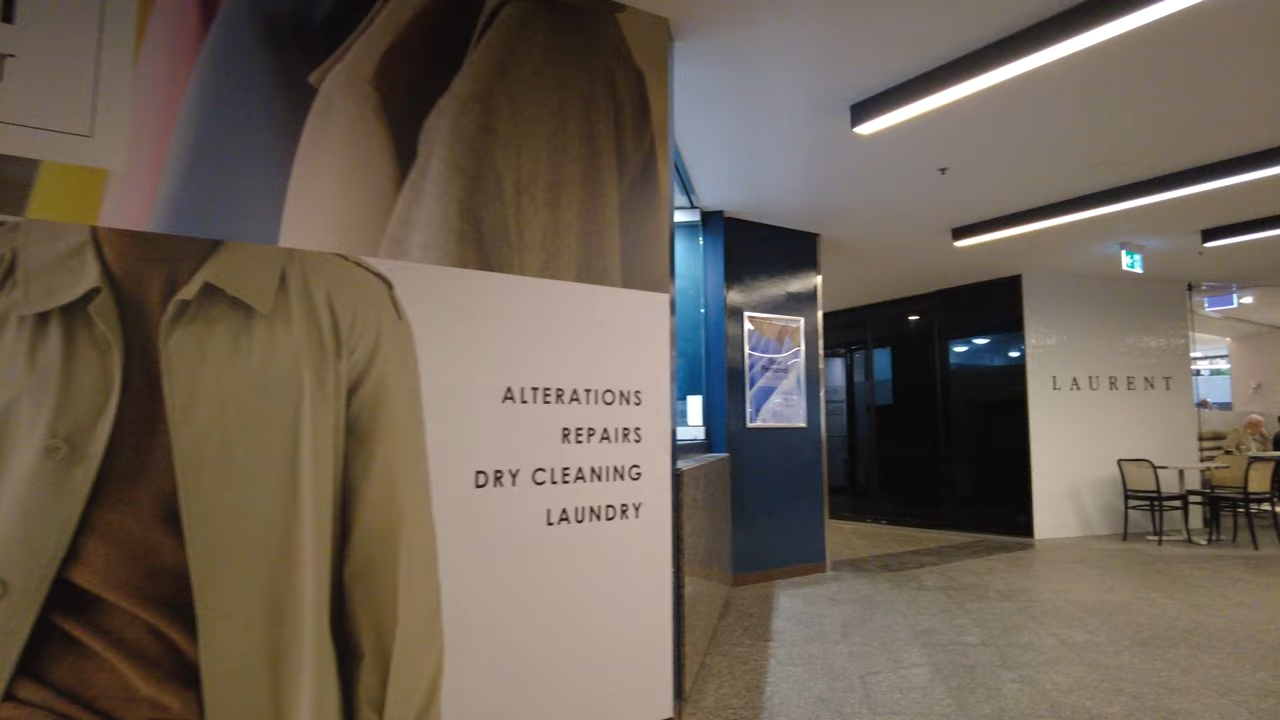 ALTERATIONS
REPAIRS
DRY CLEANING
LAUNDRY
LAURENT